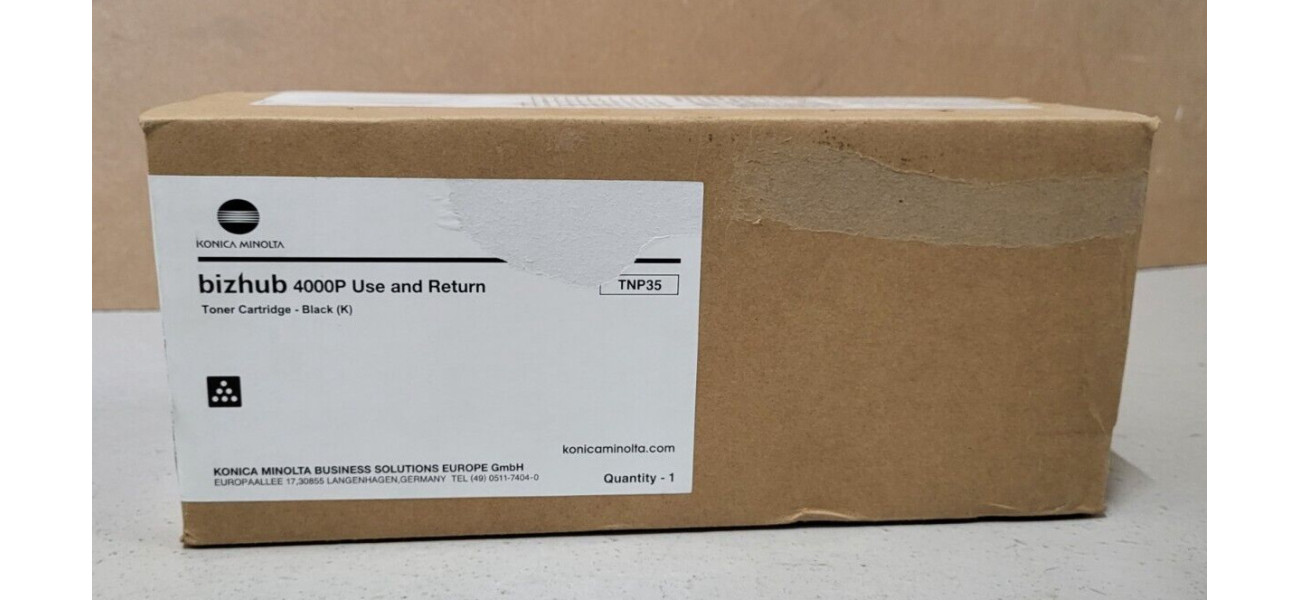 KONICA MINOLTA
bizhub 4000P Use and Return
TNP35
Toner Cartridge - Black (K)
konicaminolta.com
KONICA MINOLTA BUSINESS SOLUTIONS EUROPE GmbH
EUROPAALLEE 17,30855 LANGENHAGEN,GERMANY TEL (49) 0511-7404-0
Quantity - 1